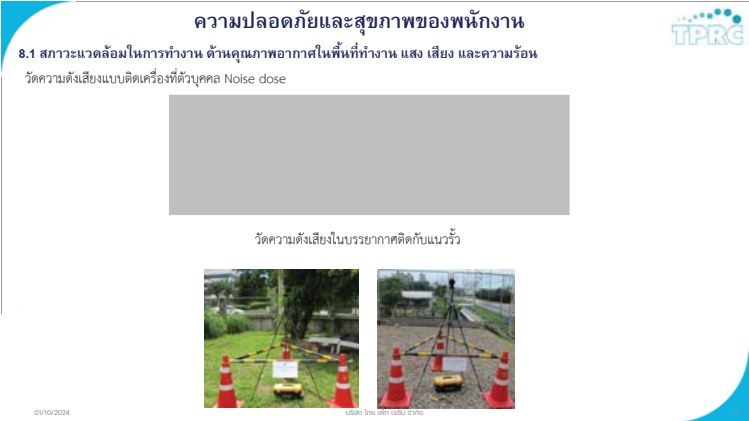 ความปลอดภัยและสุขภาพของพนักงาน
TPRC
8.1 สภาวะแวดล้อมในการทำงาน ด้านคุณภาพอากาศในพื้นที่ทำงาน แสง เสียง และความร้อน
วัดความดังเสียงแบบติดเครื่องที่ตัวบุคคล Noise dose
วัดความดังเสียงในบรรยากาศติดกับแนวรั้ว
01/10/2024
บริษัท ไทย เพ็ท เรซิน จำกัด